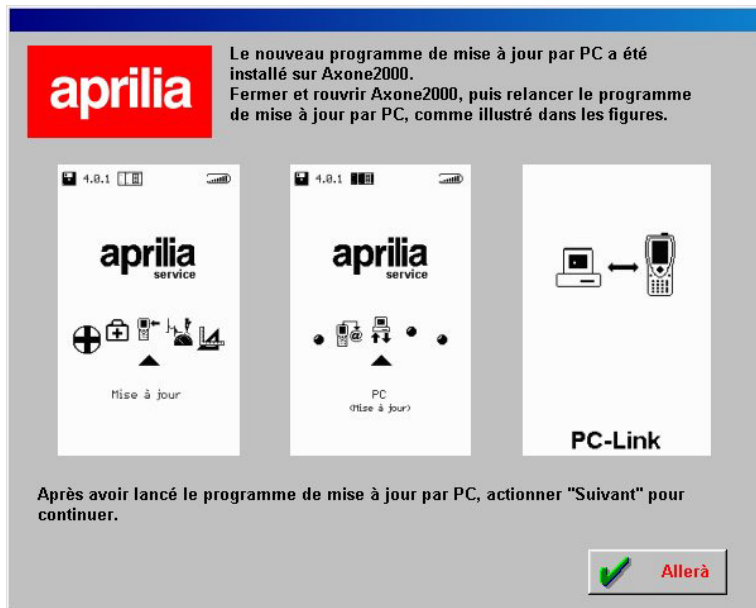 aprilia
Le nouveau programme de mise à jour par PC a été
installé sur Axone2000.
Fermer et rouvrir Axone2000, puis relancer le programme
de mise à jour par PC, comme illustré dans les figures.
4.0.1
aprilia
service
Mise à jour
4.0.1
aprilia
service
@
PC
(Mise à jour)
PC-Link
Après avoir lancé le programme de mise à jour par PC, actionner "Suivant" pour
continuer.
Allerà